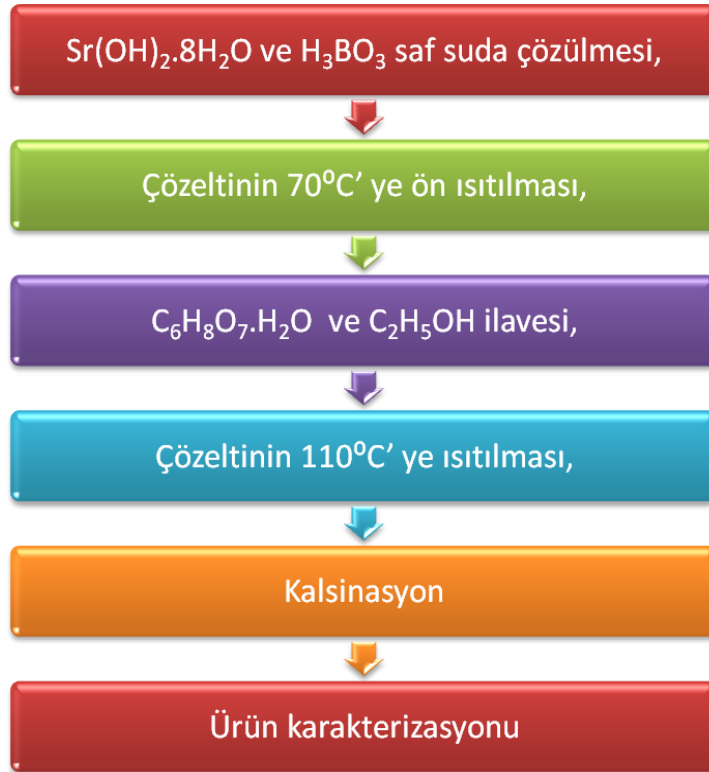 Sr(OH)₂.8H₂O ve H₃BO₃ saf suda çözülmesi,
Çözeltinin 70⁰C’ ye ön ısıtılması,
C₆H₈O₇.H₂O ve C₂H₅OH ilavesi,
Çözeltinin 110⁰C’ ye ısıtılması,
Kalsinasyon
Ürün karakterizasyonu